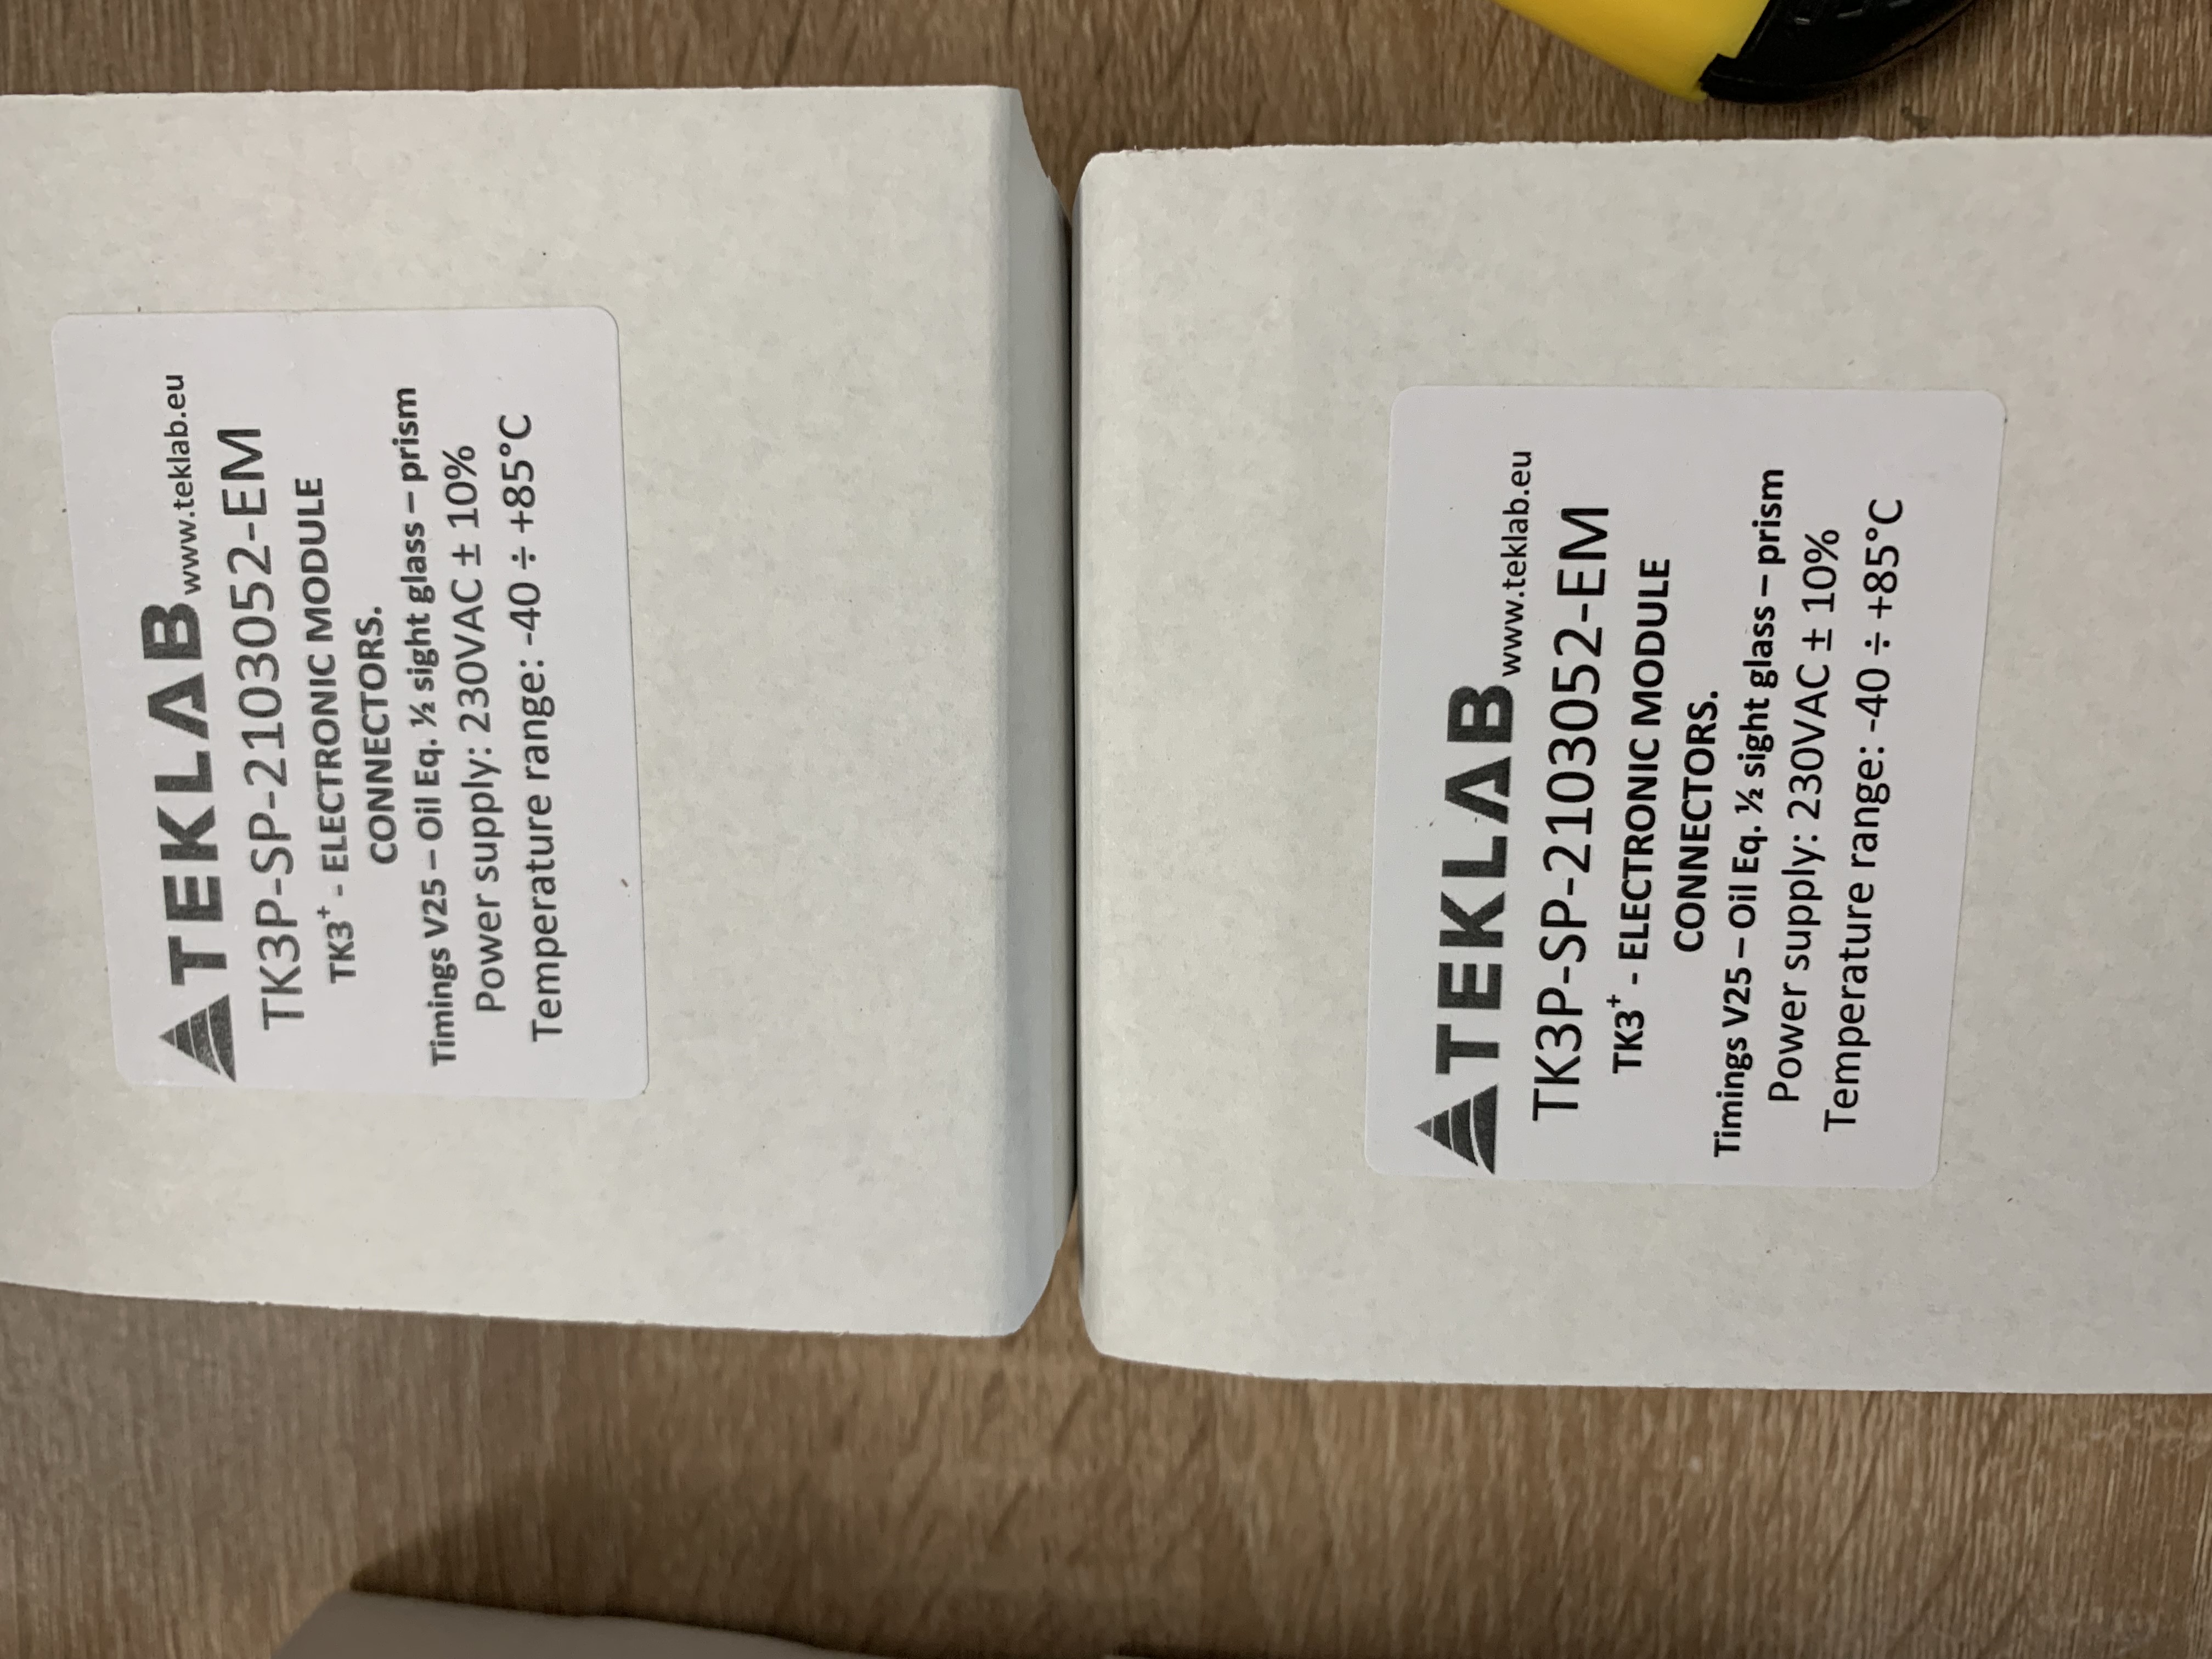 TEKLAB www.teklab.eu
TK3P-SP-2103052-EM
TK3⁺ - ELECTRONIC MODULE
CONNECTORS.
Timings V25 – Oil Eq. ½ sight glass – prism
Power supply: 230VAC ± 10%
Temperature range: -40 ÷ +85°C
TEKLAB www.teklab.eu
TK3P-SP-2103052-EM
TK3⁺ - ELECTRONIC MODULE
CONNECTORS.
Timings V25 – Oil Eq. ½ sight glass – prism
Power supply: 230VAC ± 10%
Temperature range: -40 ÷ +85°C